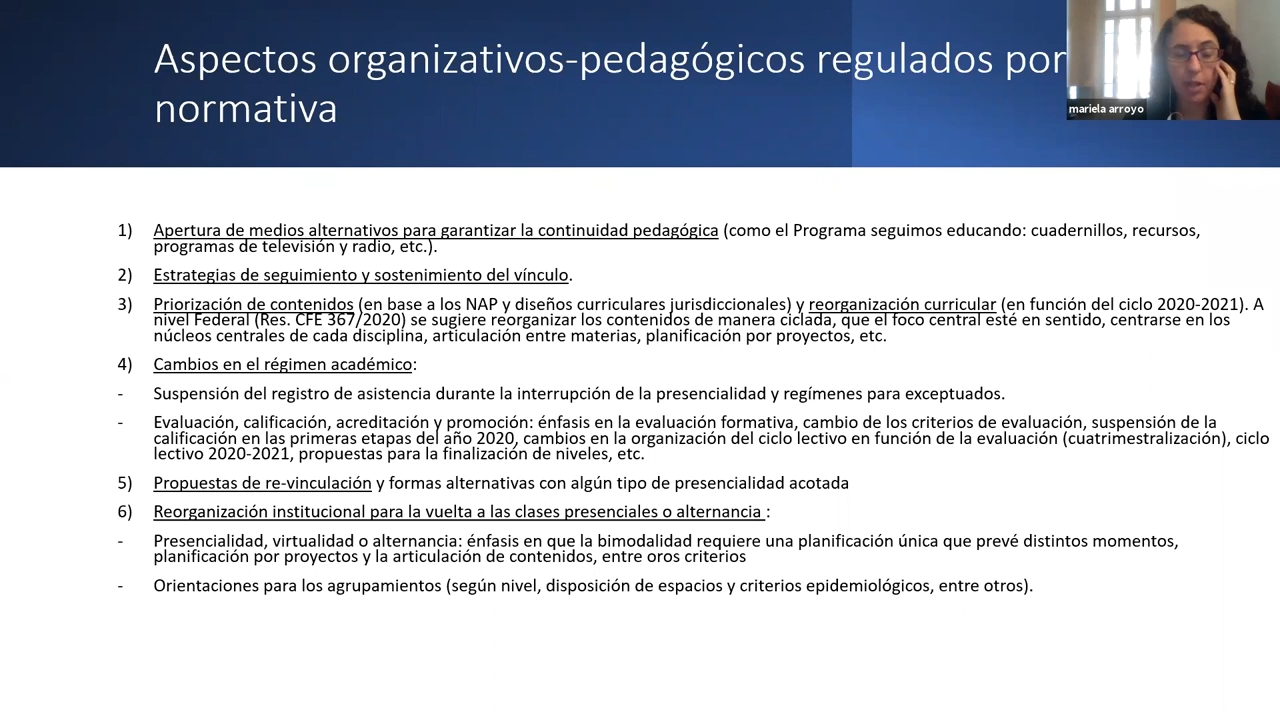 Aspectos organizativos-pedagógicos regulados por
normativa
mariela arroyo
1) Apertura de medios alternativos para garantizar la continuidad pedagógica (como el Programa seguimos educando: cuadernillos, recursos,
programas de televisión y radio, etc.).
2) Estrategias de seguimiento y sostenimiento del vínculo.
3) Priorización de contenidos (en base a los NAP y diseños curriculares jurisdiccionales) y reorganización curricular (en función del ciclo 2020-2021). A
nivel Federal (Res. CFE 367/2020) se sugiere reorganizar los contenidos de manera ciclada, que el foco central esté en sentido, centrarse en los
núcleos centrales de cada disciplina, articulación entre materias, planificación por proyectos, etc.
4) Cambios en el régimen académico:
- Suspensión del registro de asistencia durante la interrupción de la presencialidad y regímenes para exceptuados.
- Evaluación, calificación, acreditación y promoción: énfasis en la evaluación formativa, cambio de los criterios de evaluación, suspensión de la
calificación en las primeras etapas del año 2020, cambios en la organización del ciclo lectivo en función de la evaluación (cuatrimestralización), ciclo
lectivo 2020-2021, propuestas para la finalización de niveles, etc.
5) Propuestas de re-vinculación y formas alternativas con algún tipo de presencialidad acotada
6) Reorganización institucional para la vuelta a las clases presenciales o alternancia :
- Presencialidad, virtualidad o alternancia: énfasis en que la bimodalidad requiere una planificación única que prevé distintos momentos,
planificación por proyectos y la articulación de contenidos, entre oros criterios
- Orientaciones para los agrupamientos (según nivel, disposición de espacios y criterios epidemiológicos, entre otros).